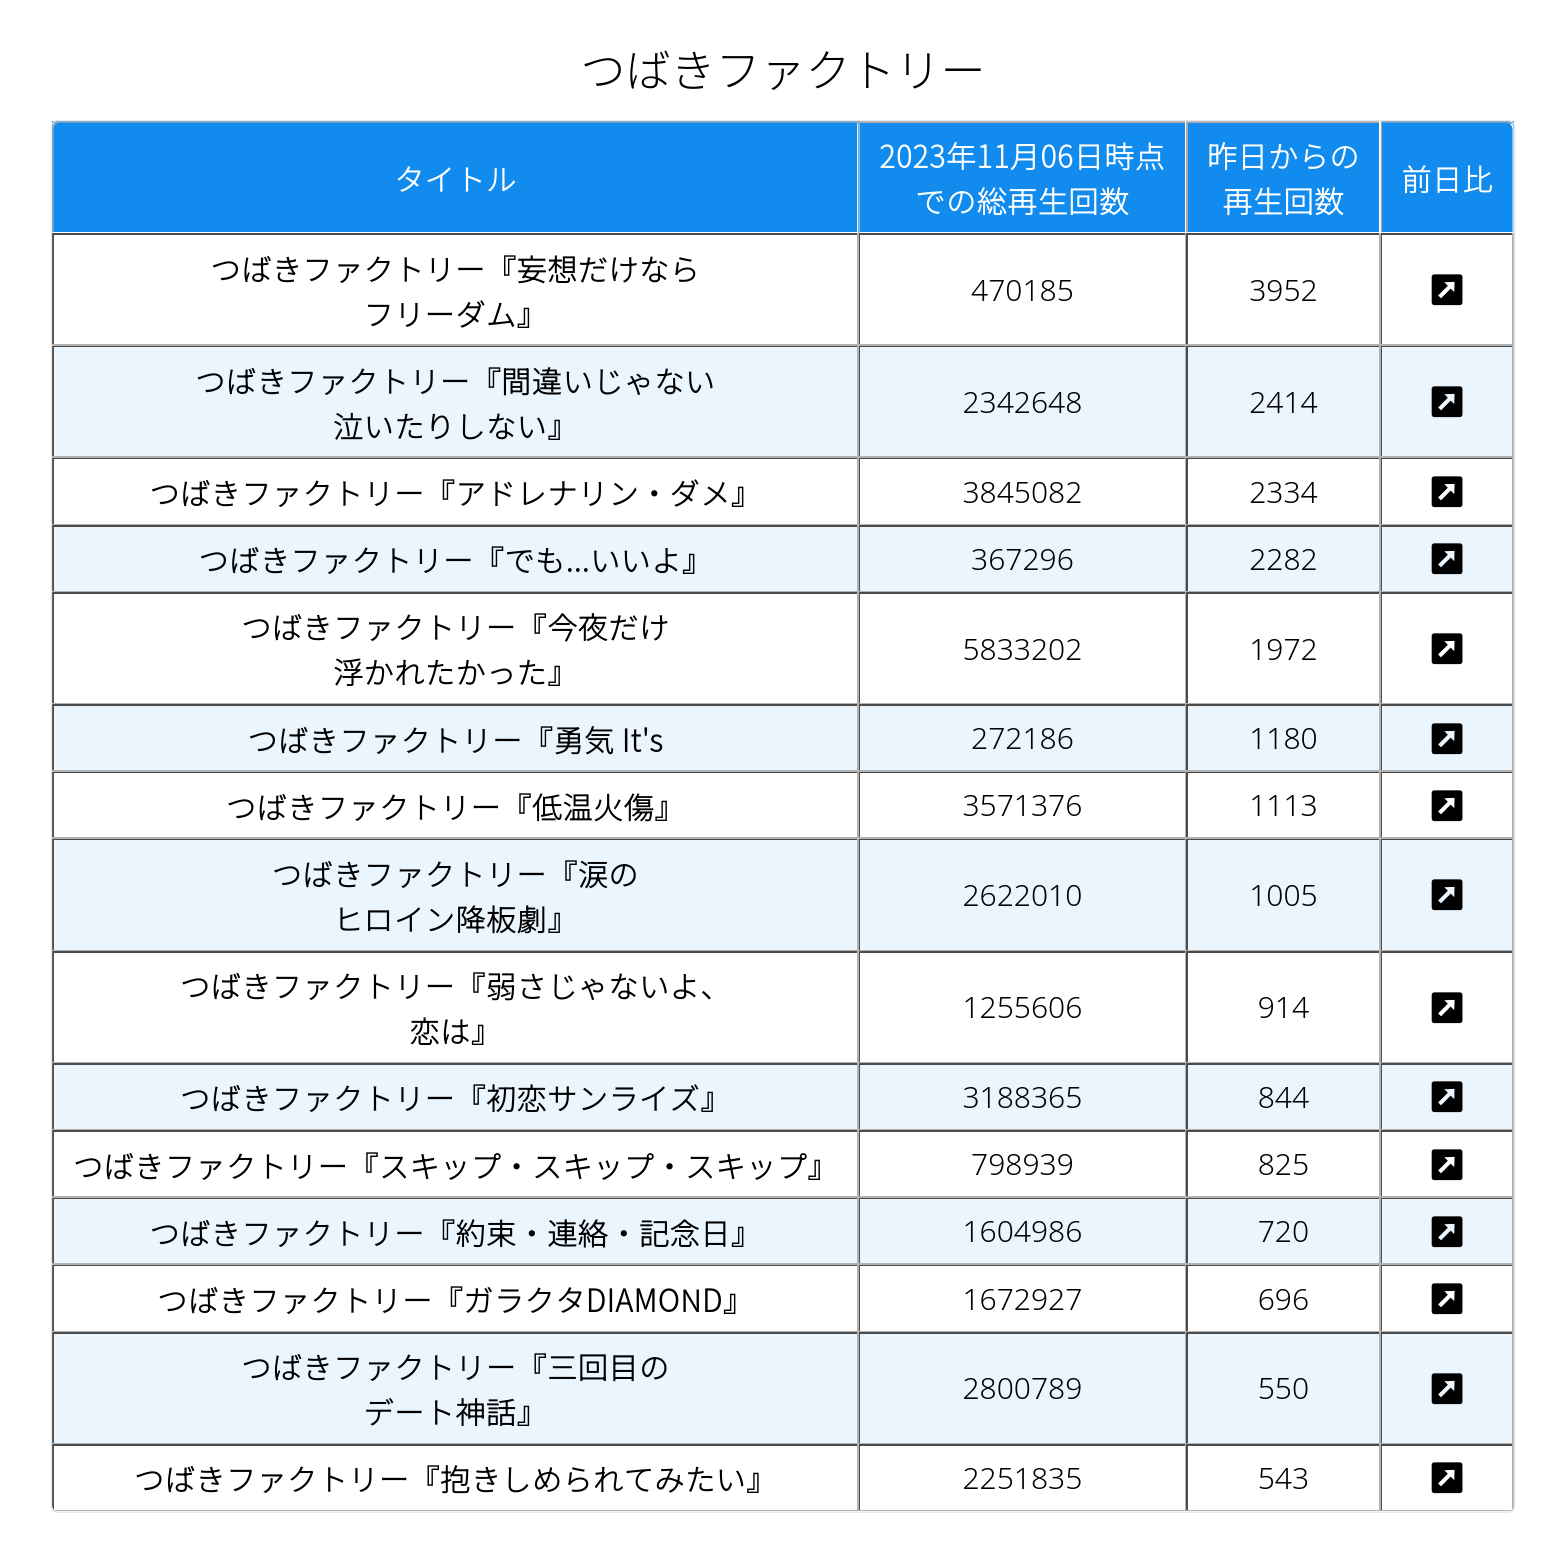 つばきファクトリー
タイトル
2023年11月06日時点
での総再生回数
昨日からの
再生回数
前日比
つばきファクトリー『妄想だけなら
フリーダム』
470185
3952
つばきファクトリー『間違いじゃない
泣いたりしない』
2342648
2414
つばきファクトリー『アドレナリン・ダメ』
3845082
2334
つばきファクトリー『でも...いいよ』
367296
2282
つばきファクトリー『今夜だけ
浮かれたかった』
5833202
1972
つばきファクトリー『勇気 It's
272186
1180
つばきファクトリー『低温火傷』
3571376
1113
つばきファクトリー『涙の
ヒロイン降板劇』
2622010
1005
つばきファクトリー『弱さじゃないよ、
恋は』
1255606
914
つばきファクトリー『初恋サンライズ』
3188365
844
つばきファクトリー『スキップ・スキップ・スキップ』
798939
825
つばきファクトリー『約束・連絡・記念日』
1604986
720
つばきファクトリー『ガラクタDIAMOND』
1672927
696
つばきファクトリー『三回目の
デート神話』
2800789
550
つばきファクトリー『抱きしめられてみたい』
2251835
543